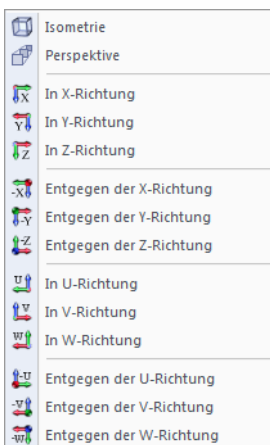 Isometrie
Perspektive
X In X-Richtung
Y In Y-Richtung
Z In Z-Richtung
-X Entgegen der X-Richtung
-Y Entgegen der Y-Richtung
-Z Entgegen der Z-Richtung
U In U-Richtung
V In V-Richtung
W In W-Richtung
-U Entgegen der U-Richtung
-V Entgegen der V-Richtung
-W Entgegen der W-Richtung